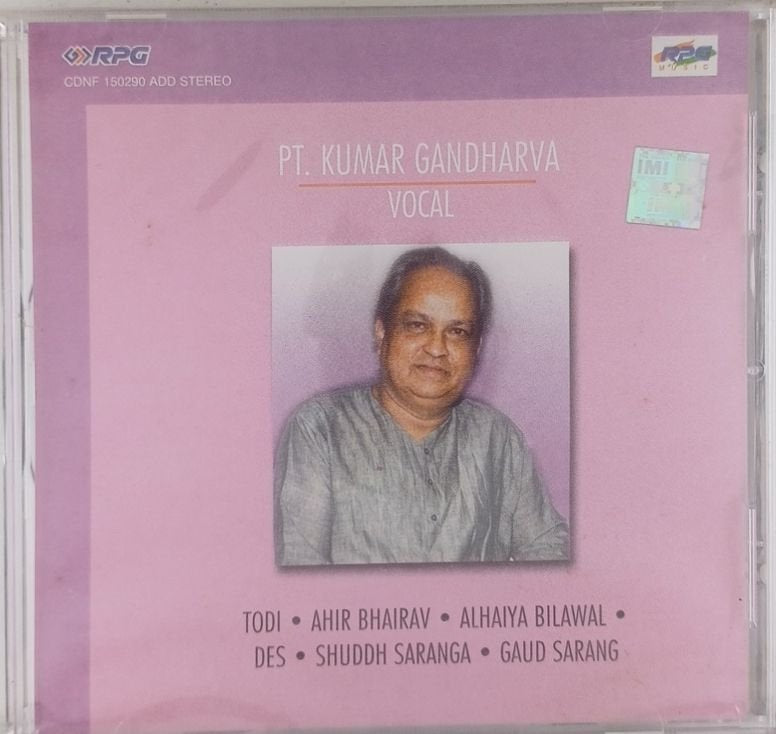 RPG
CDNF 150290 ADD STEREO
RPG
MUSIC
PT. KUMAR GANDHARVA
VOCAL
IMI
TODI • AHIR BHAIRAV • ALHAIYA BILAWAL •
DES • SHUDDH SARANGA • GAUD SARANG